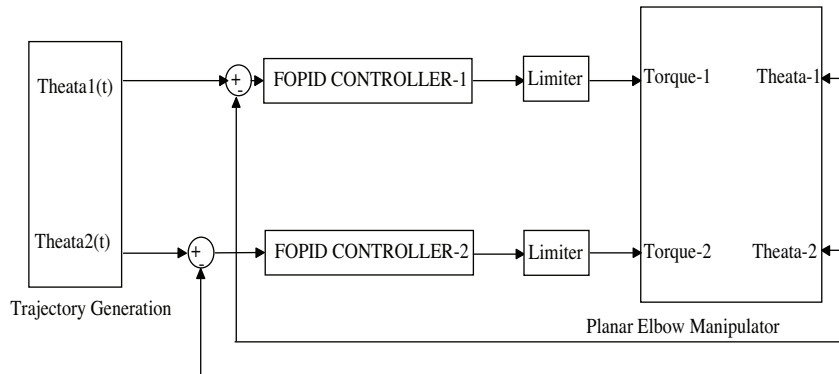 Theata1(t)
+
-
FOPID CONTROLLER-1
Limiter
Torque-1
Theata-1
Theata2(t)
+
-
FOPID CONTROLLER-2
Limiter
Torque-2
Theata-2
Trajectory Generation
Planar Elbow Manipulator